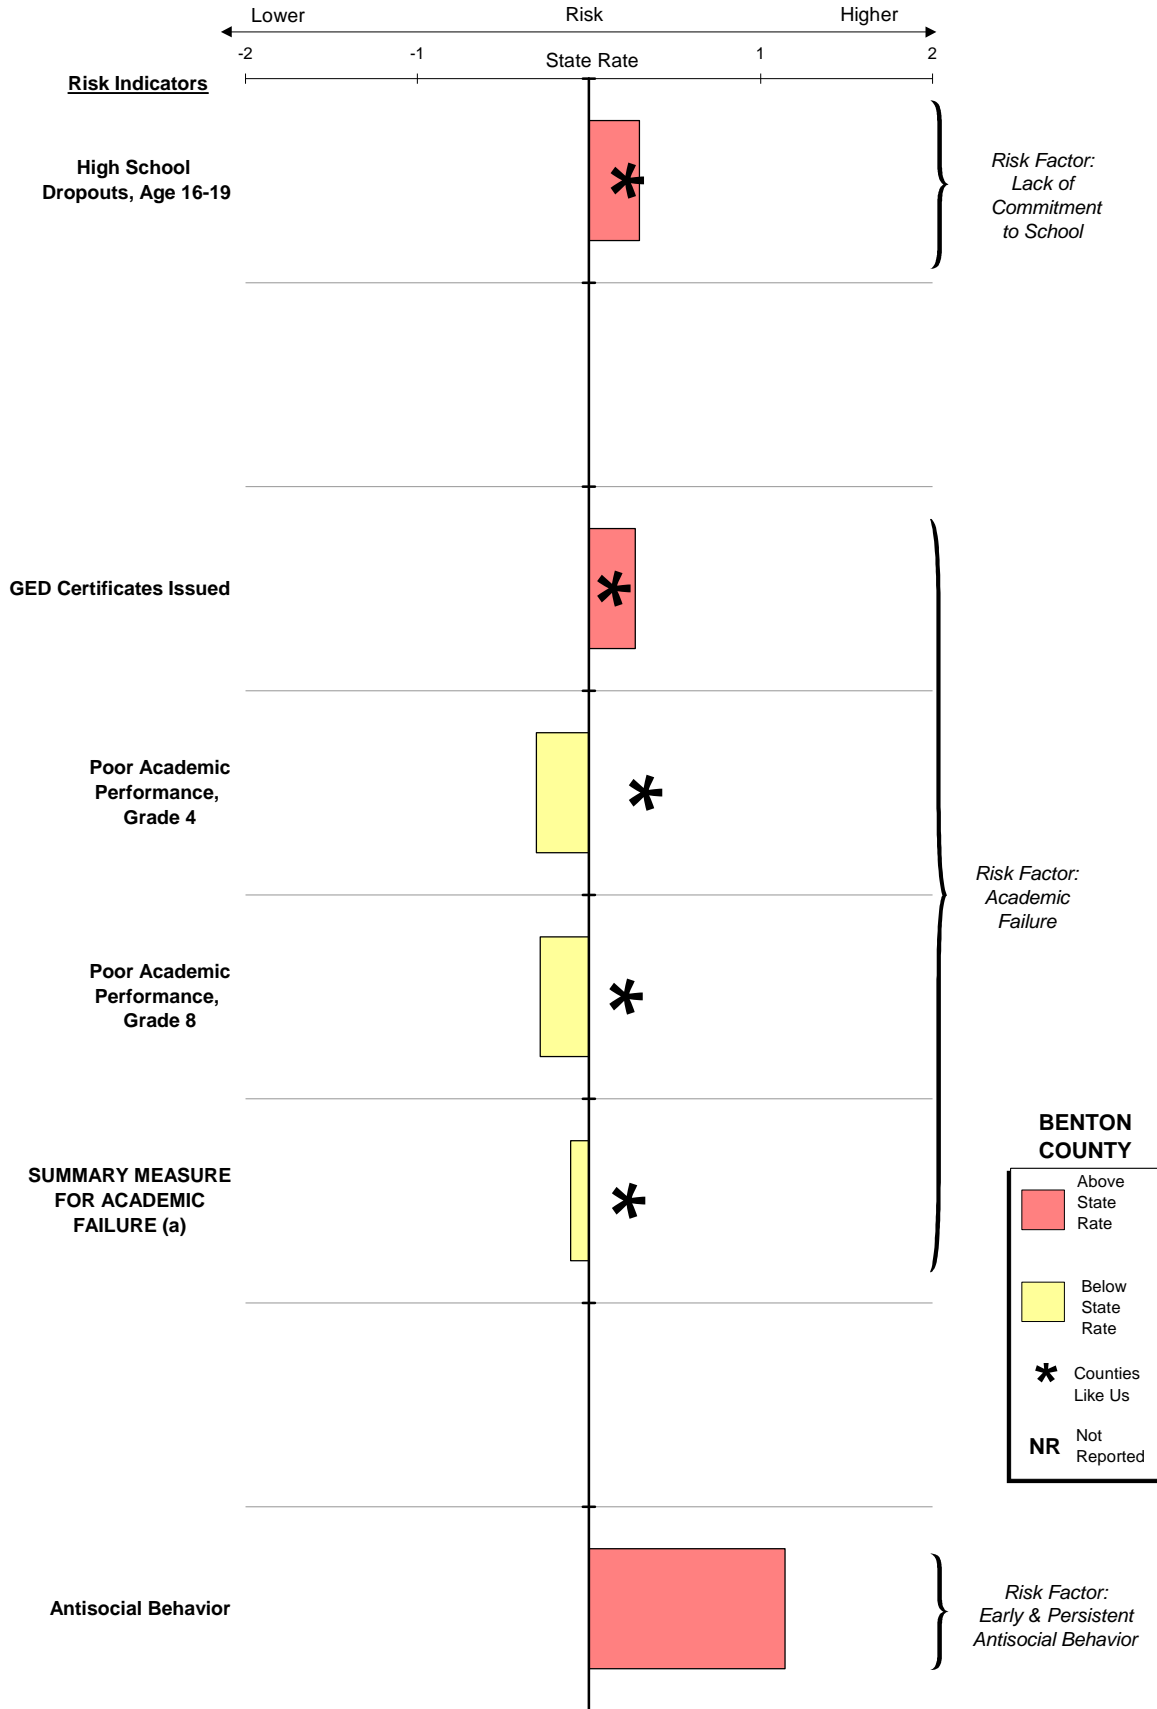 Lower Risk Higher
-2 -1 State Rate 1 2
Risk Indicators
High School
Dropouts, Age 16-19
Risk Factor:
Lack of
Commitment
to School
GED Certificates Issued
Poor Academic
Performance,
Grade 4
Risk Factor:
Academic
Failure
Poor Academic
Performance,
Grade 8
SUMMARY MEASURE
FOR ACADEMIC
FAILURE (a)
BENTON
COUNTY
Above
State
Rate
Below
State
Rate
* Counties
Like Us
NR Not
Reported
Antisocial Behavior
Risk Factor:
Early & Persistent
Antisocial Behavior